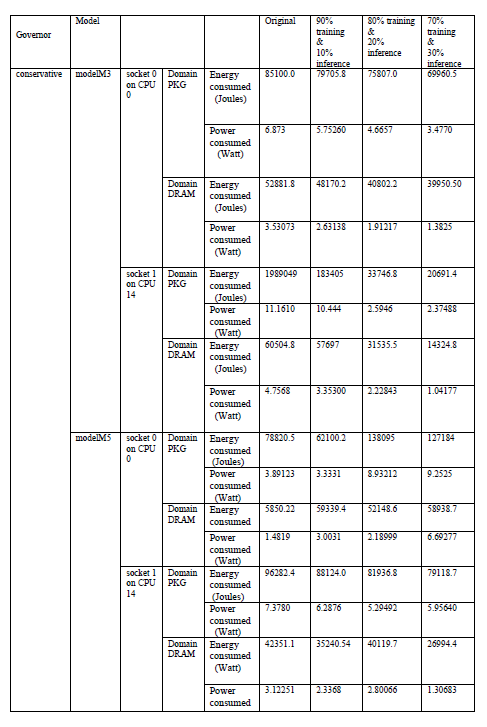 Governor Model Original 90% training & 10% inference 80% training & 20% inference 70% training & 30% inference
conservative modelM3 socket 0 on CPU 0 Domain PKG Energy consumed (Joules) 85100.0 79705.8 75807.0 69960.5
Power consumed (Watt) 6.873 5.75260 4.6657 3.4770
Domain DRAM Energy consumed (Joules) 52881.8 48170.2 40802.2 39950.50
Power consumed (Watt) 3.53073 2.63138 1.91217 1.3825
socket 1 on CPU 14 Domain PKG Energy consumed (Joules) 1989049 183405 33746.8 20691.4
Power consumed (Watt) 11.1610 10.444 2.5946 2.37488
Domain DRAM Energy consumed (Joules) 60504.8 57697 31535.5 14324.8
Power consumed (Watt) 4.7568 3.35300 2.22843 1.04177
modelM5 socket 0 on CPU 0 Domain PKG Energy consumed (Joules) 78820.5 62100.2 138095 127184
Power consumed (Watt) 3.89123 3.3331 8.93212 9.2525
Domain DRAM Energy consumed 5850.22 59339.4 52148.6 58938.7
Power consumed (Watt) 1.4819 3.0031 2.18999 6.69277
socket 1 on CPU 14 Domain PKG Energy consumed (Joules) 96282.4 88124.0 81936.8 79118.7
Power consumed (Watt) 7.3780 6.2876 5.29492 5.95640
Domain DRAM Energy consumed (Watt) 42351.1 35240.54 40119.7 26994.4
Power consumed 3.12251 2.3368 2.80066 1.30683